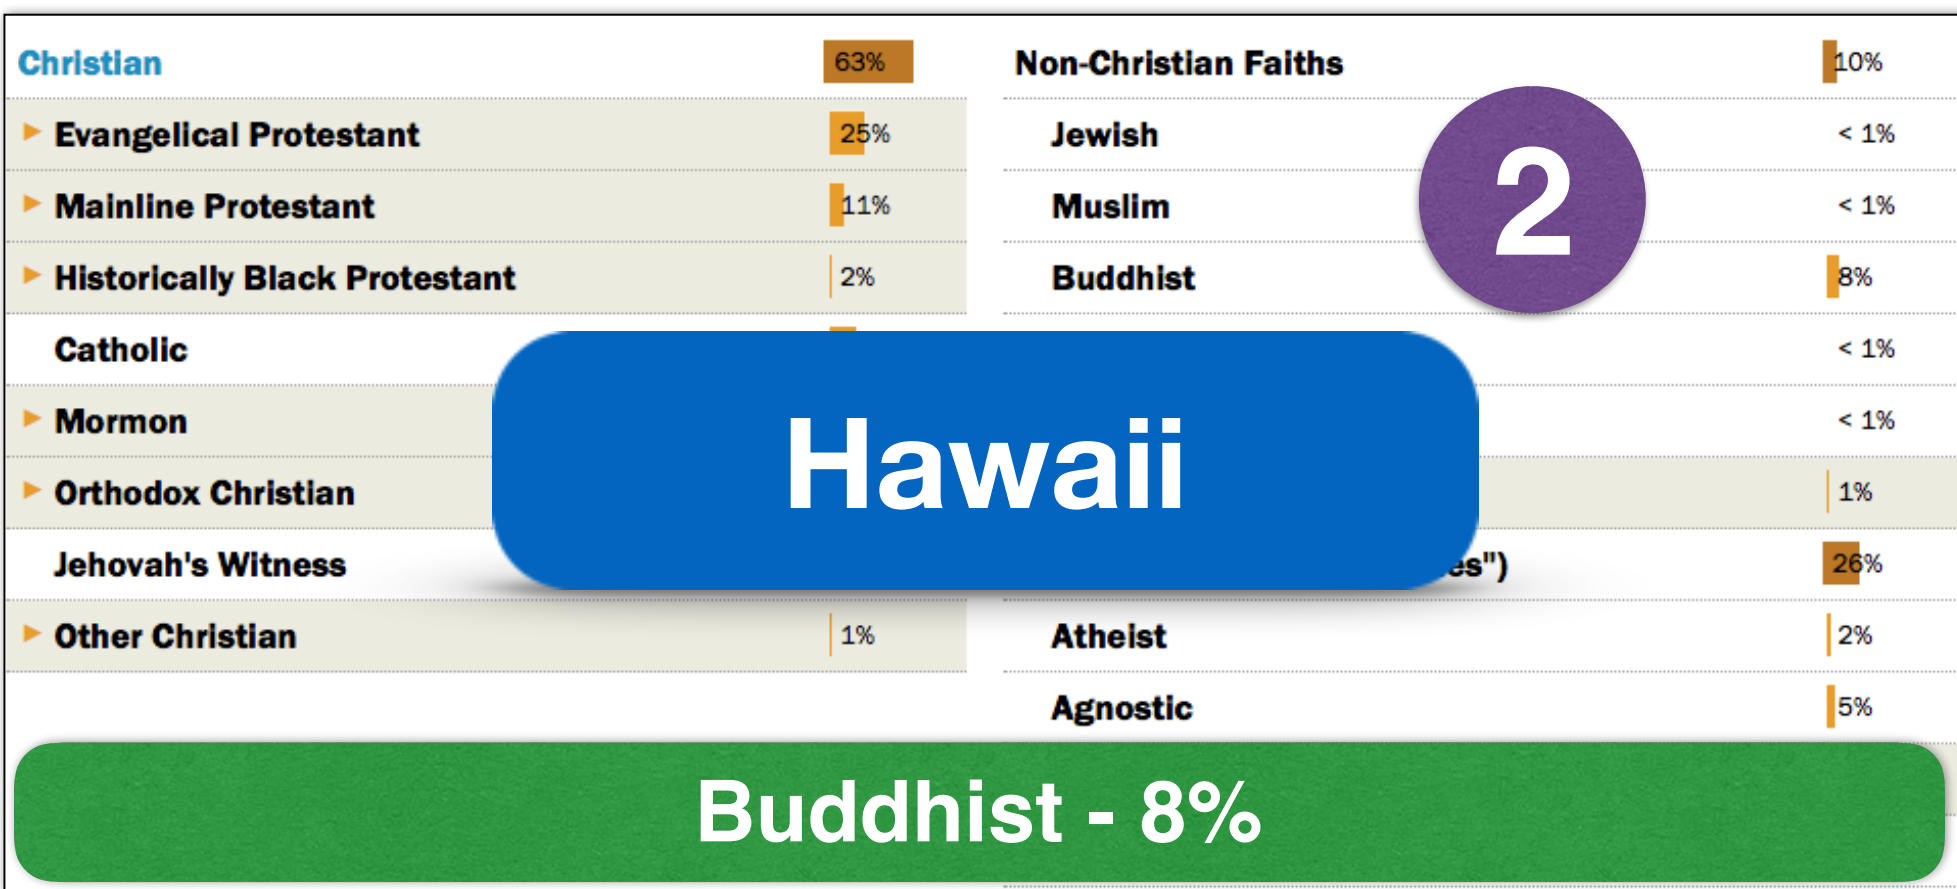 Christian 63%
Evangelical Protestant 25%
Mainline Protestant 11%
Historically Black Protestant 2%
Catholic
Mormon
Orthodox Christian
Jehovah's Witness
Other Christian 1%
Non-Christian Faiths 10%
Jewish < 1%
Muslim < 1%
Buddhist 8%
< 1%
< 1%
1%
es") 26%
Atheist 2%
Agnostic 5%
2
Hawaii
Buddhist - 8%